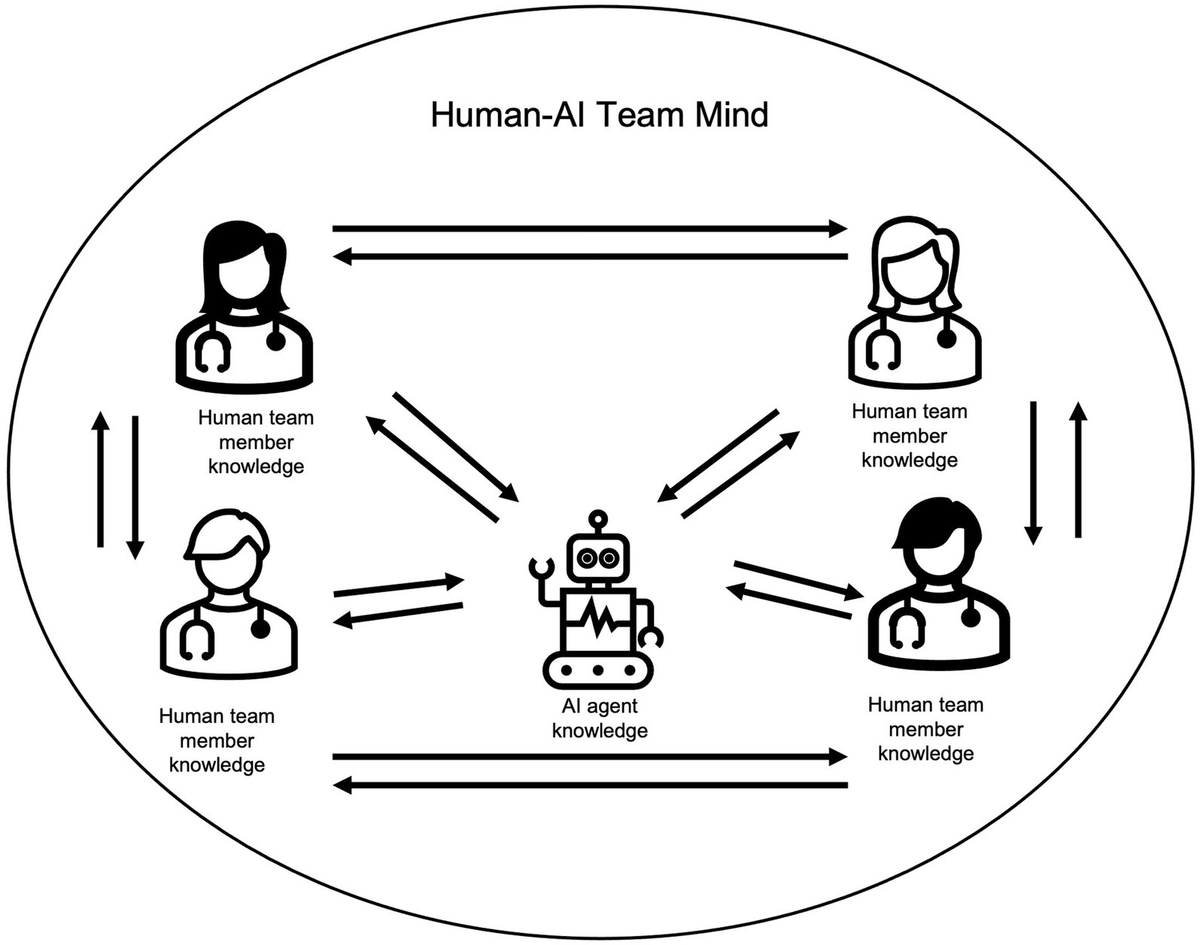 Human-AI Team Mind
Human team
member
knowledge
Human team
member
knowledge
Human team
member
knowledge
AI agent
knowledge
Human team
member
knowledge